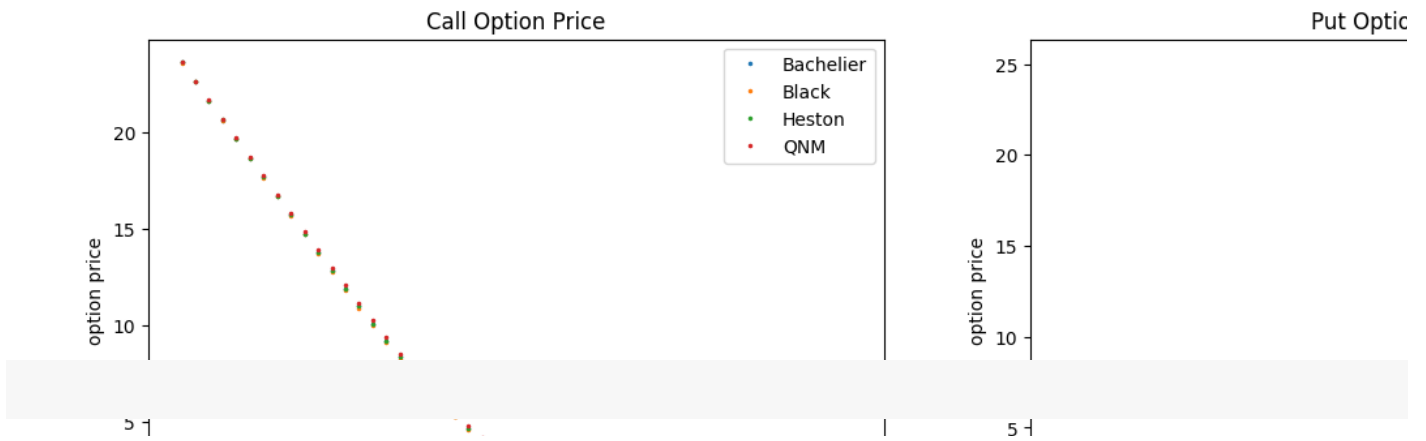 Call Option Price
Bachelier
Black
Heston
QNM
20
15
10
5
option price
Put Optio
25
20
15
10
5
option price